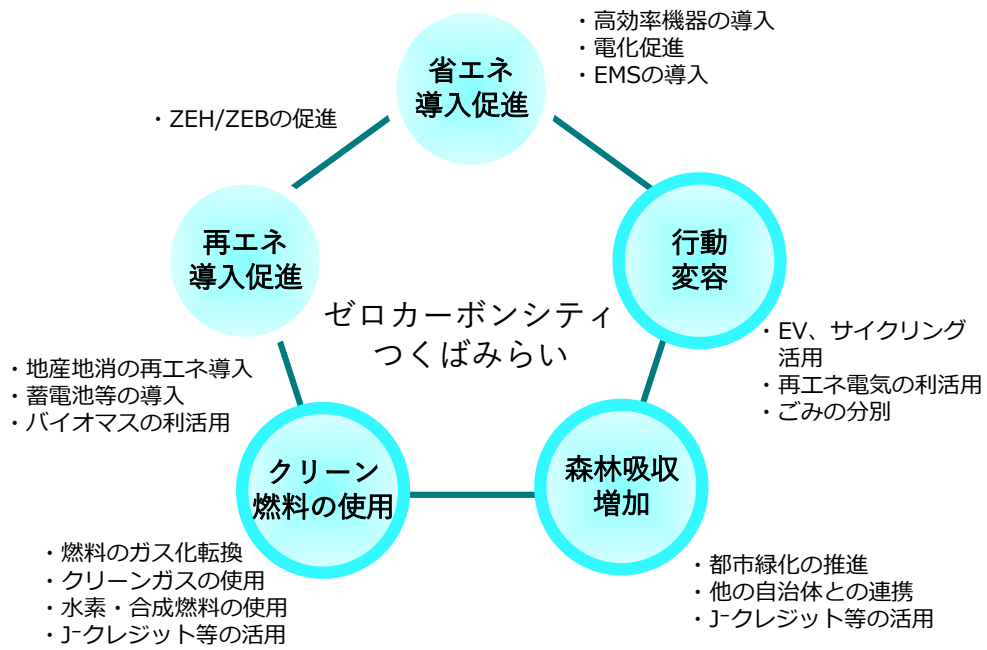 ・高効率機器の導入
・電化促進
・EMSの導入
省エネ
導入促進
・ZEH/ZEBの促進
再エネ
導入促進
行動
変容
ゼロカーボンシティ
つくばみらい
・EV、サイクリング
活用
・再エネ電気の利活用
・ごみの分別
・地産地消の再エネ導入
・蓄電池等の導入
・バイオマスの利活用
クリーン
燃料の使用
森林吸収
増加
・燃料のガス化転換
・クリーンガスの使用
・水素・合成燃料の使用
・J-クレジット等の活用
・都市緑化の推進
・他の自治体との連携
・J-クレジット等の活用